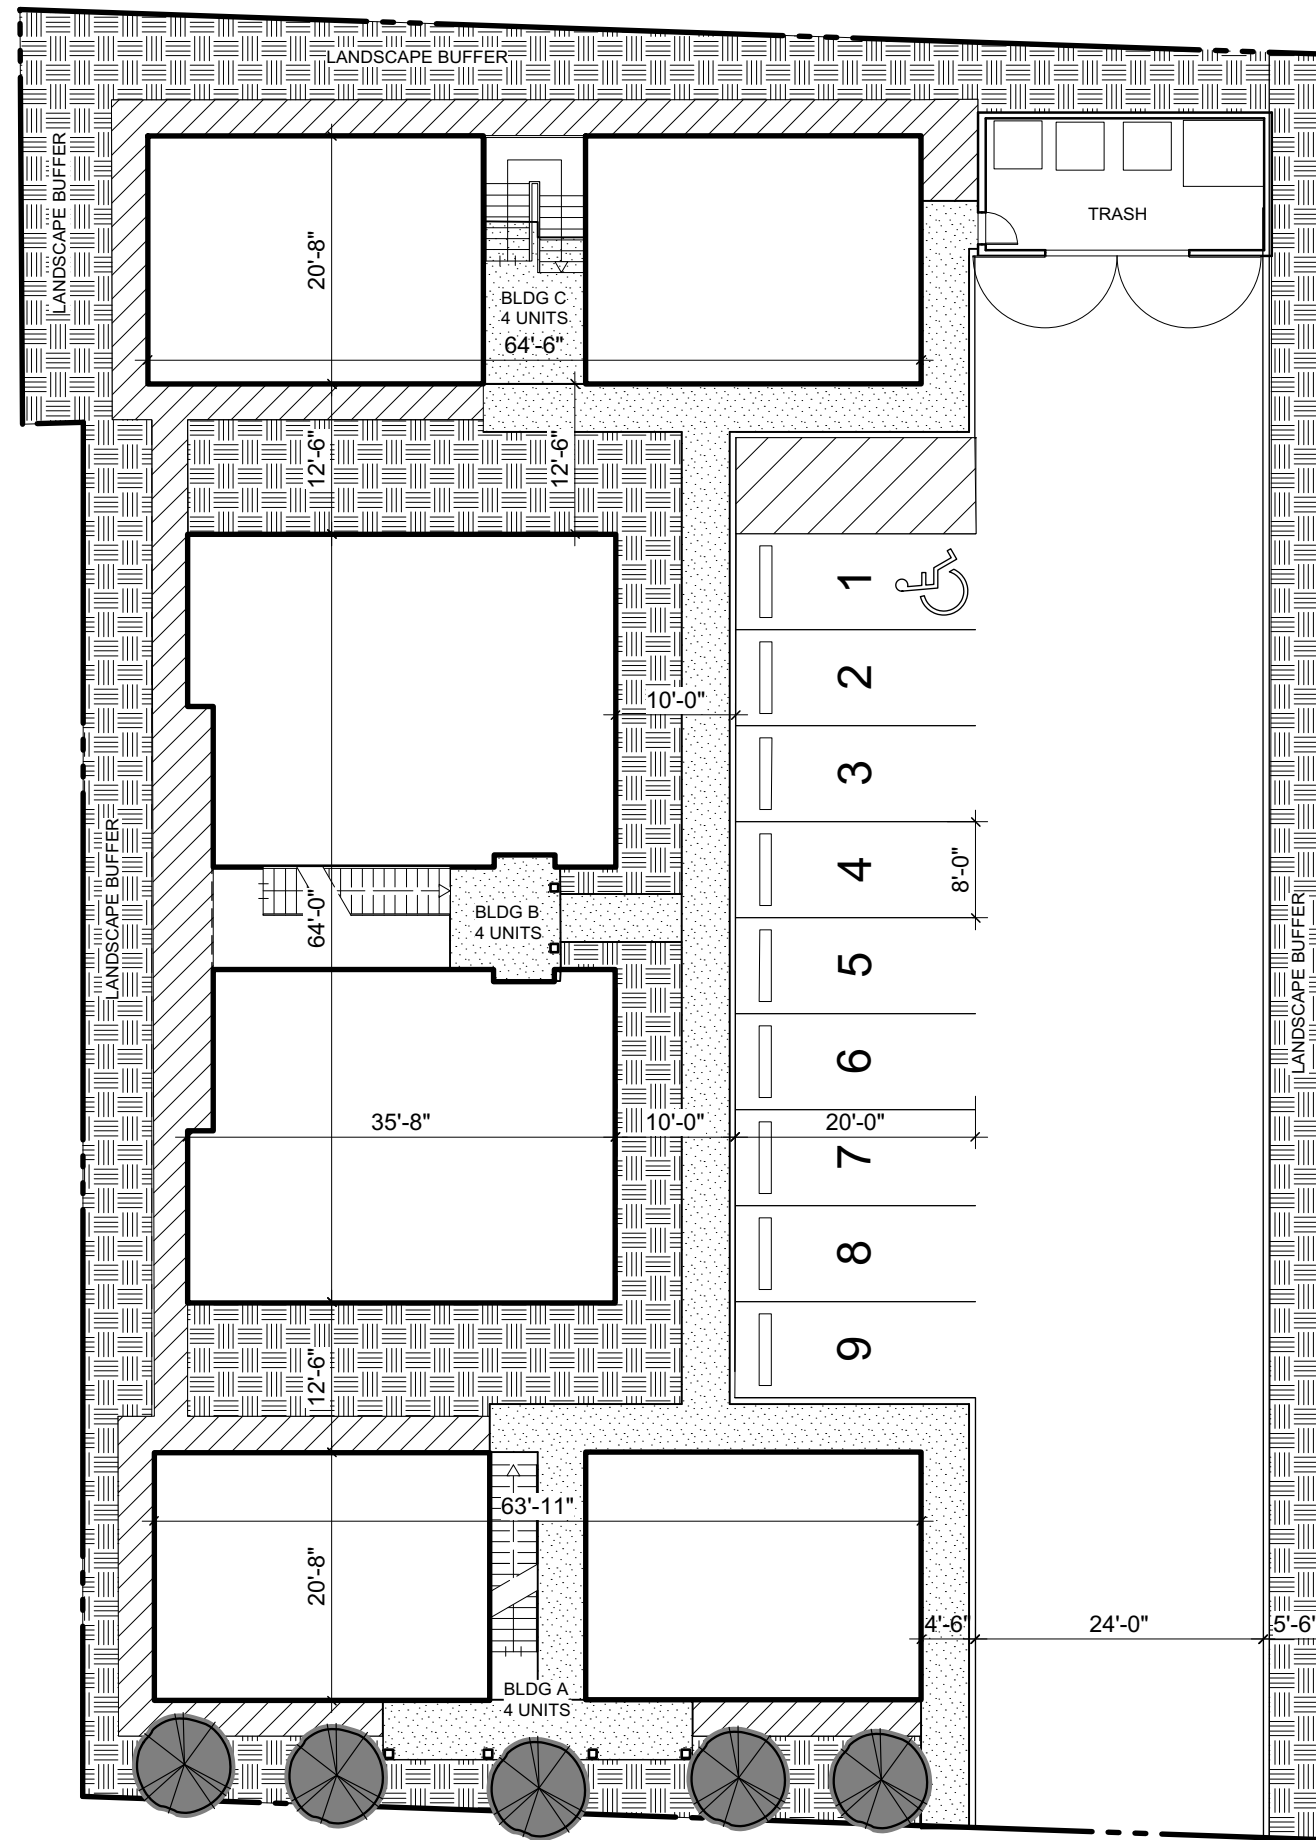 LANDSCAPE BUFFER
LANDSCAPE BUFFER
TRASH
20'-8"
BLDG C
4 UNITS
64'-6"
12'-6"
12'-6"
1
2
10'-0"
3
4
8'-0"
LANDSCAPE BUFFER
64'-0"
BLDG B
4 UNITS
5
LANDSCAPE BUFFER
6
35'-8"
10'-0"
20'-0"
7
8
9
12'-6"
63'-11"
20'-8"
4'-6"
24'-0"
5'-6"
BLDG A
4 UNITS